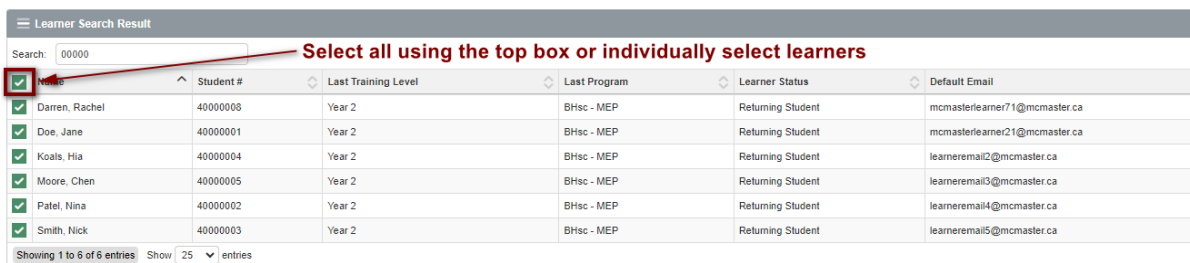 Learner Search Result
Search: 00000 Select all using the top box or individually select learners
Name Student # Last Training Level Last Program Learner Status Default Email
Darren, Rachel 40000008 Year 2 BHsc - MEP Returning Student mcmasterlearner71@mcmaster.ca
Doe, Jane 40000001 Year 2 BHsc - MEP Returning Student mcmasterlearner21@mcmaster.ca
Koals, Hia 40000004 Year 2 BHsc - MEP Returning Student learneremail2@mcmaster.ca
Moore, Chen 40000005 Year 2 BHsc - MEP Returning Student learneremail3@mcmaster.ca
Patel, Nina 40000002 Year 2 BHsc - MEP Returning Student learneremail4@mcmaster.ca
Smith, Nick 40000003 Year 2 BHsc - MEP Returning Student learneremail5@mcmaster.ca
Showing 1 to 6 of 6 entries Show 25 entries